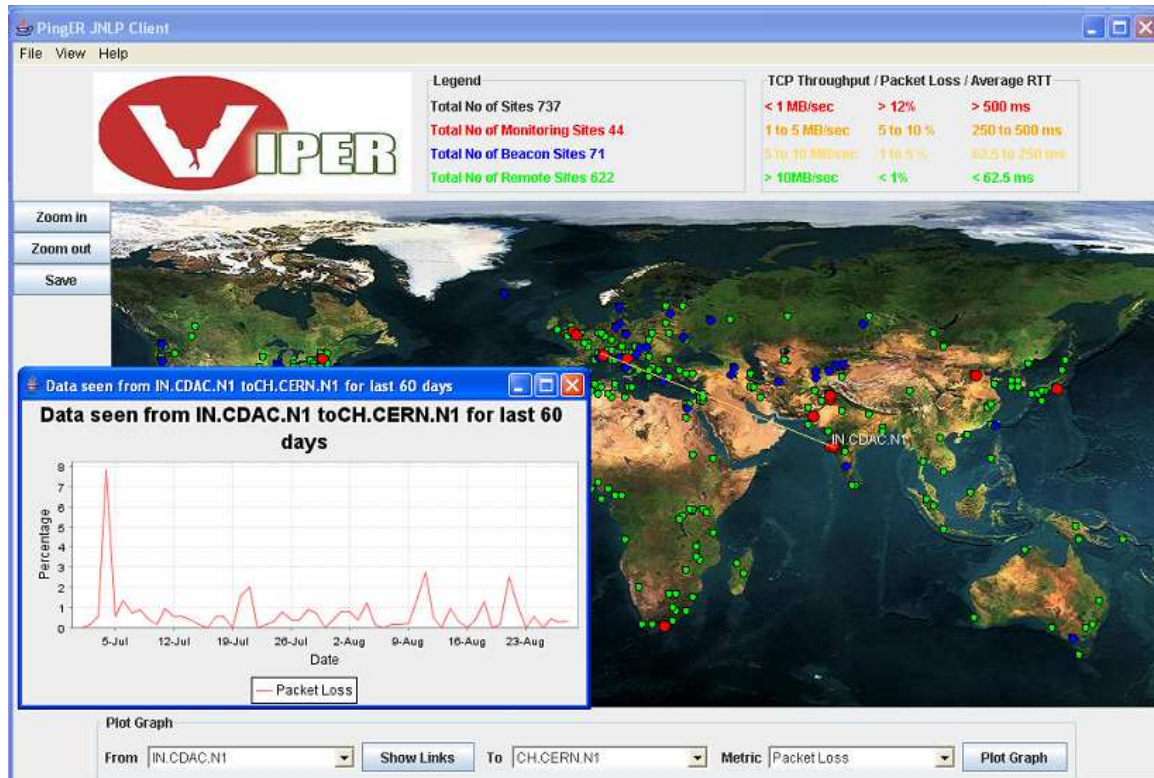 PingER JNLP Client
File View Help
VIPER
Legend
Total No of Sites 737
Total No of Monitoring Sites 44
Total No of Beacon Sites 71
Total No of Remote Sites 622
TCP Throughput / Packet Loss / Average RTT
< 1 MB/sec > 12% > 500 ms
1 to 5 MB/sec 5 to 10 % 250 to 500 ms
5 to 10 MB/sec 1 to 5 % 62.5 to 250 ms
> 10MB/sec < 1% < 62.5 ms
Zoom in
Zoom out
Save
IN.CDAC.N1
Data seen from IN.CDAC.N1 toCH.CERN.N1 for last 60 days
Data seen from IN.CDAC.N1 toCH.CERN.N1 for last 60
days
Percentage
8
7
6
5
4
3
2
1
0
5-Jul 12-Jul 19-Jul 26-Jul 2-Aug 9-Aug 16-Aug 23-Aug
Date
Packet Loss
Plot Graph
From IN.CDAC.N1 Show Links To CH.CERN.N1 Metric Packet Loss Plot Graph